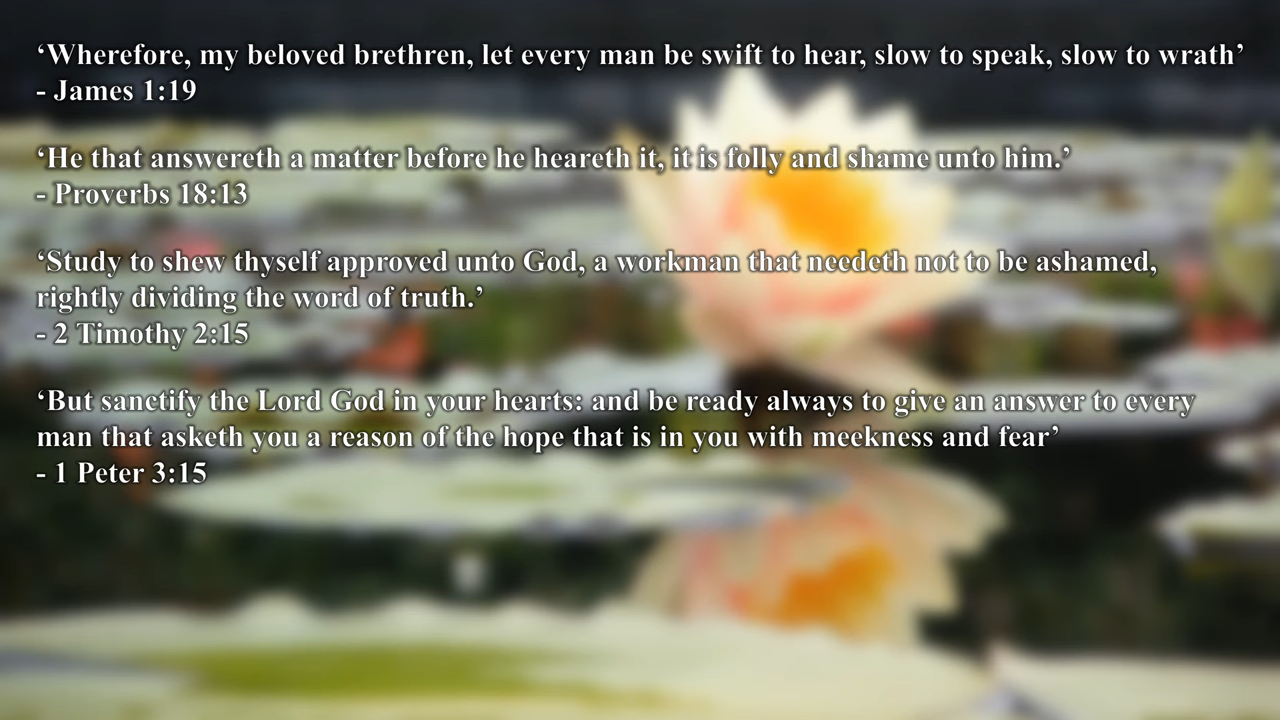 ‘Wherefore, my beloved brethren, let every man be swift to hear, slow to speak, slow to wrath’
- James 1:19
‘He that answereth a matter before he heareth it, it is folly and shame unto him.’
- Proverbs 18:13
‘Study to shew thyself approved unto God, a workman that needeth not to be ashamed,
rightly dividing the word of truth.’
- 2 Timothy 2:15
‘But sanctify the Lord God in your hearts: and be ready always to give an answer to every
man that asketh you a reason of the hope that is in you with meekness and fear’
- 1 Peter 3:15